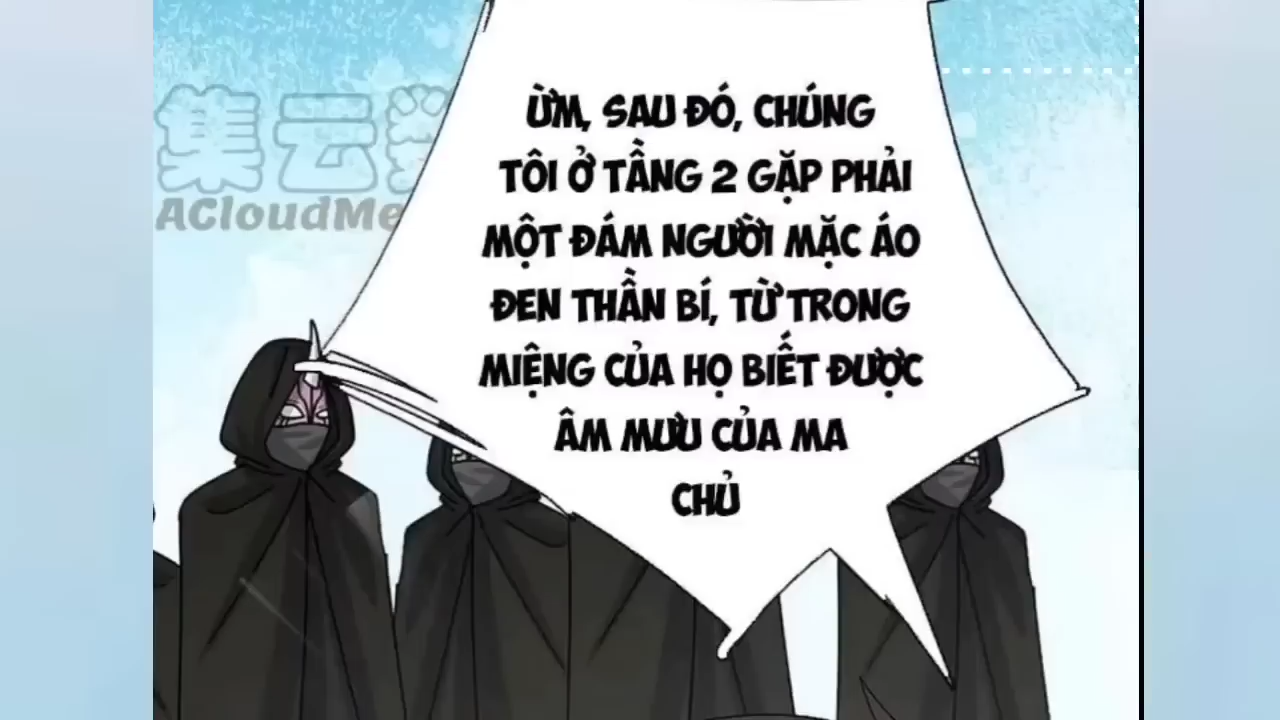 集云
ACloudMe
ỪM, SAU ĐÓ, CHÚNG
TÔI Ở TẦNG 2 GẶP PHẢI
MỘT ĐÁM NGƯỜI MẶC ÁO
ĐEN THẦN BÍ, TỪ TRONG
MIỆNG CỦA HỌ BIẾT ĐƯỢC
ÂM MƯU CỦA MA
CHỦ